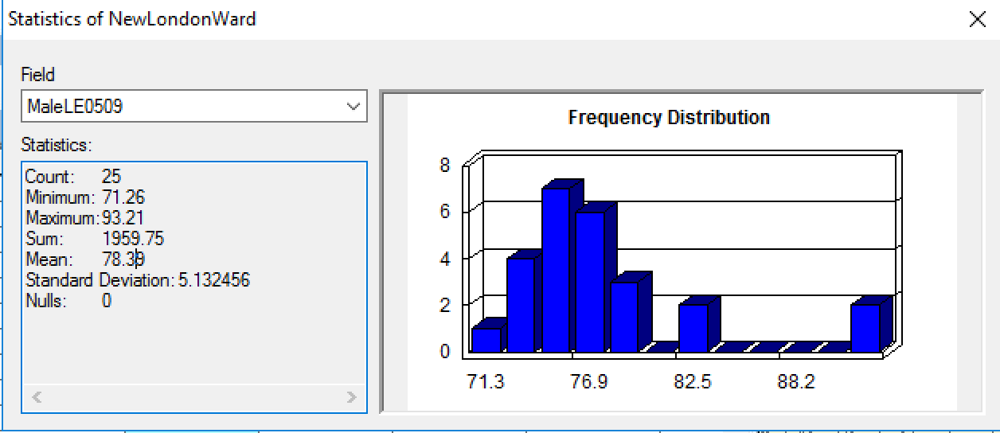 Statistics of NewLondonWard
Field
MaleLE0509
Statistics:
Count: 25
Minimum: 71.26
Maximum: 93.21
Sum: 1959.75
Mean: 78.39
Standard Deviation: 5.132456
Nulls: 0
Frequency Distribution
8
6
4
2
0
71.3 76.9 82.5 88.2